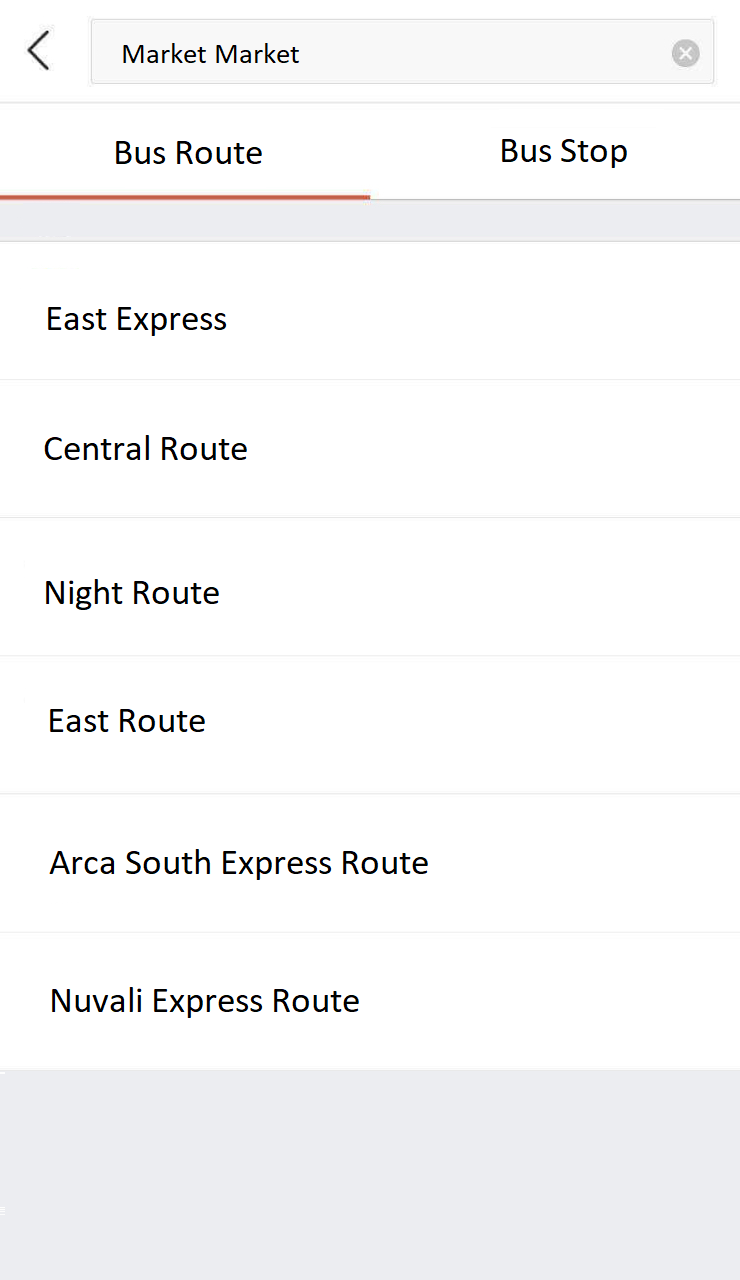 Market Market
Bus Route
Bus Stop
East Express
Central Route
Night Route
East Route
Arca South Express Route
Nuvali Express Route